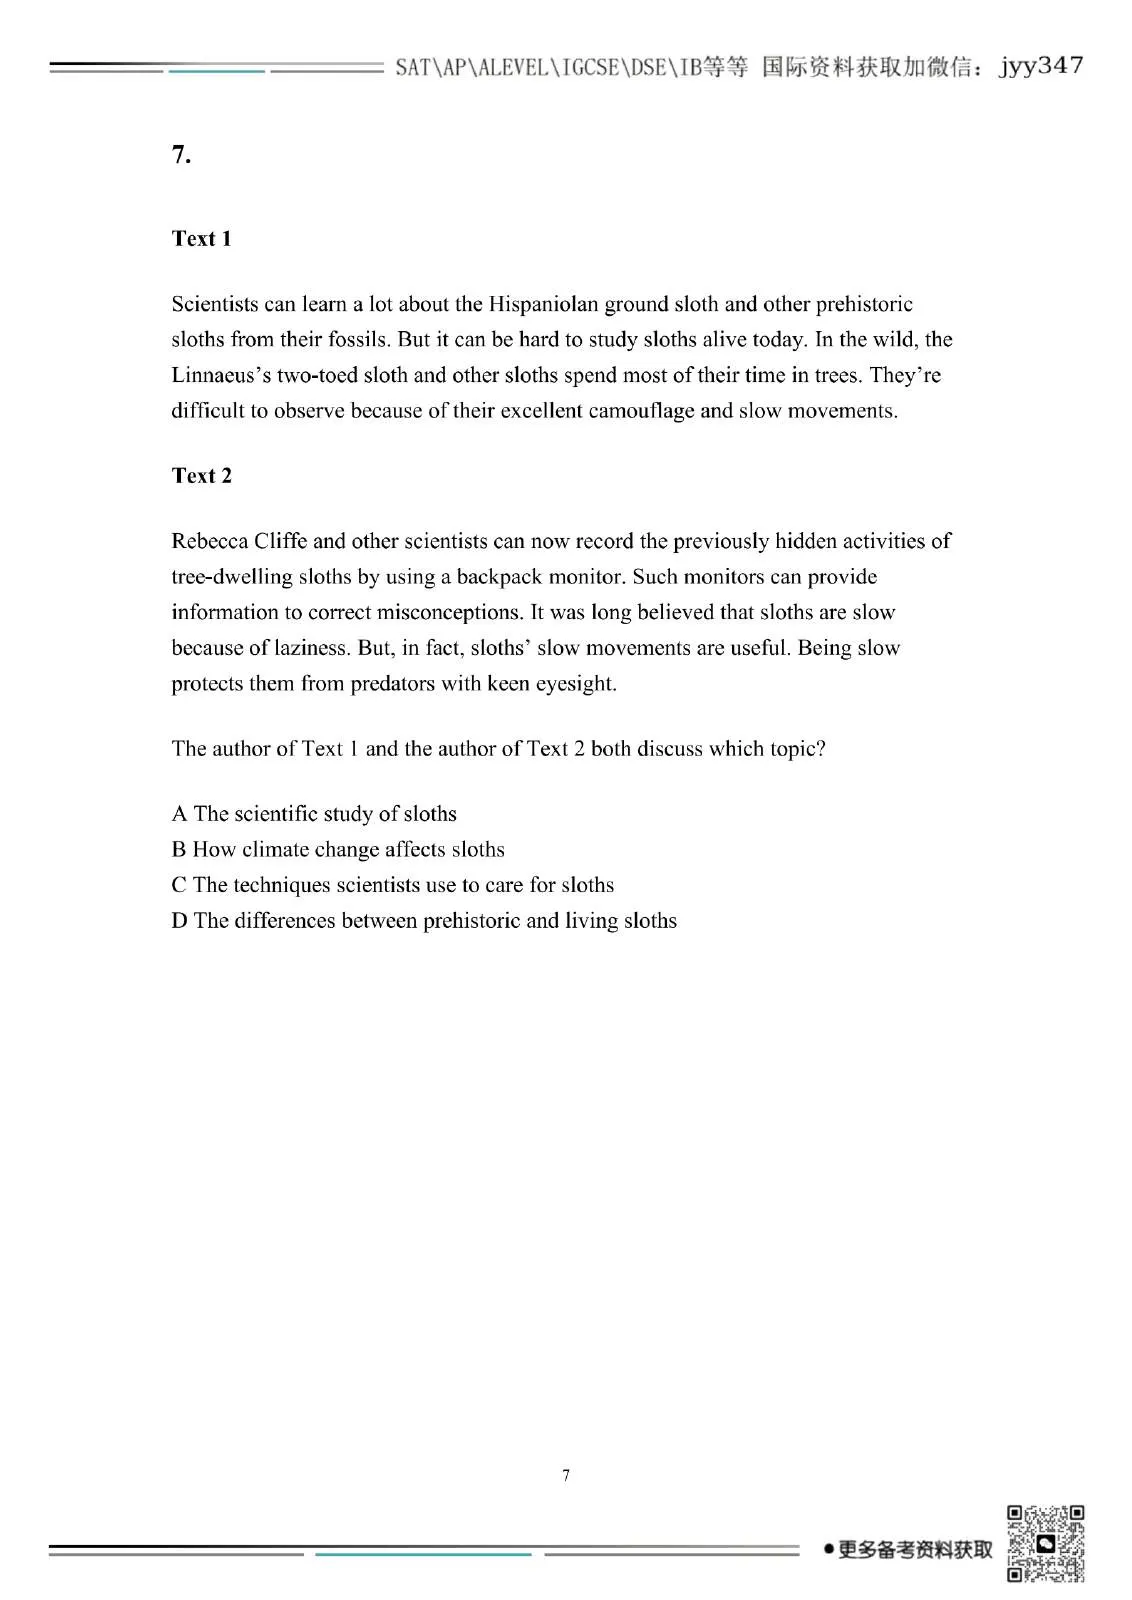 SAT\AP\ALEVEL\IGCSE\DSE\IB等等 国际资料获取加微信：jyy347
7.
Text 1
Scientists can learn a lot about the Hispaniolan ground sloth and other prehistoric
sloths from their fossils. But it can be hard to study sloths alive today. In the wild, the
Linnaeus’s two-toed sloth and other sloths spend most of their time in trees. They’re
difficult to observe because of their excellent camouflage and slow movements.
Text 2
Rebecca Cliffe and other scientists can now record the previously hidden activities of
tree-dwelling sloths by using a backpack monitor. Such monitors can provide
information to correct misconceptions. It was long believed that sloths are slow
because of laziness. But, in fact, sloths’ slow movements are useful. Being slow
protects them from predators with keen eyesight.
The author of Text 1 and the author of Text 2 both discuss which topic?
A The scientific study of sloths
B How climate change affects sloths
C The techniques scientists use to care for sloths
D The differences between prehistoric and living sloths
7
●更多备考资料获取